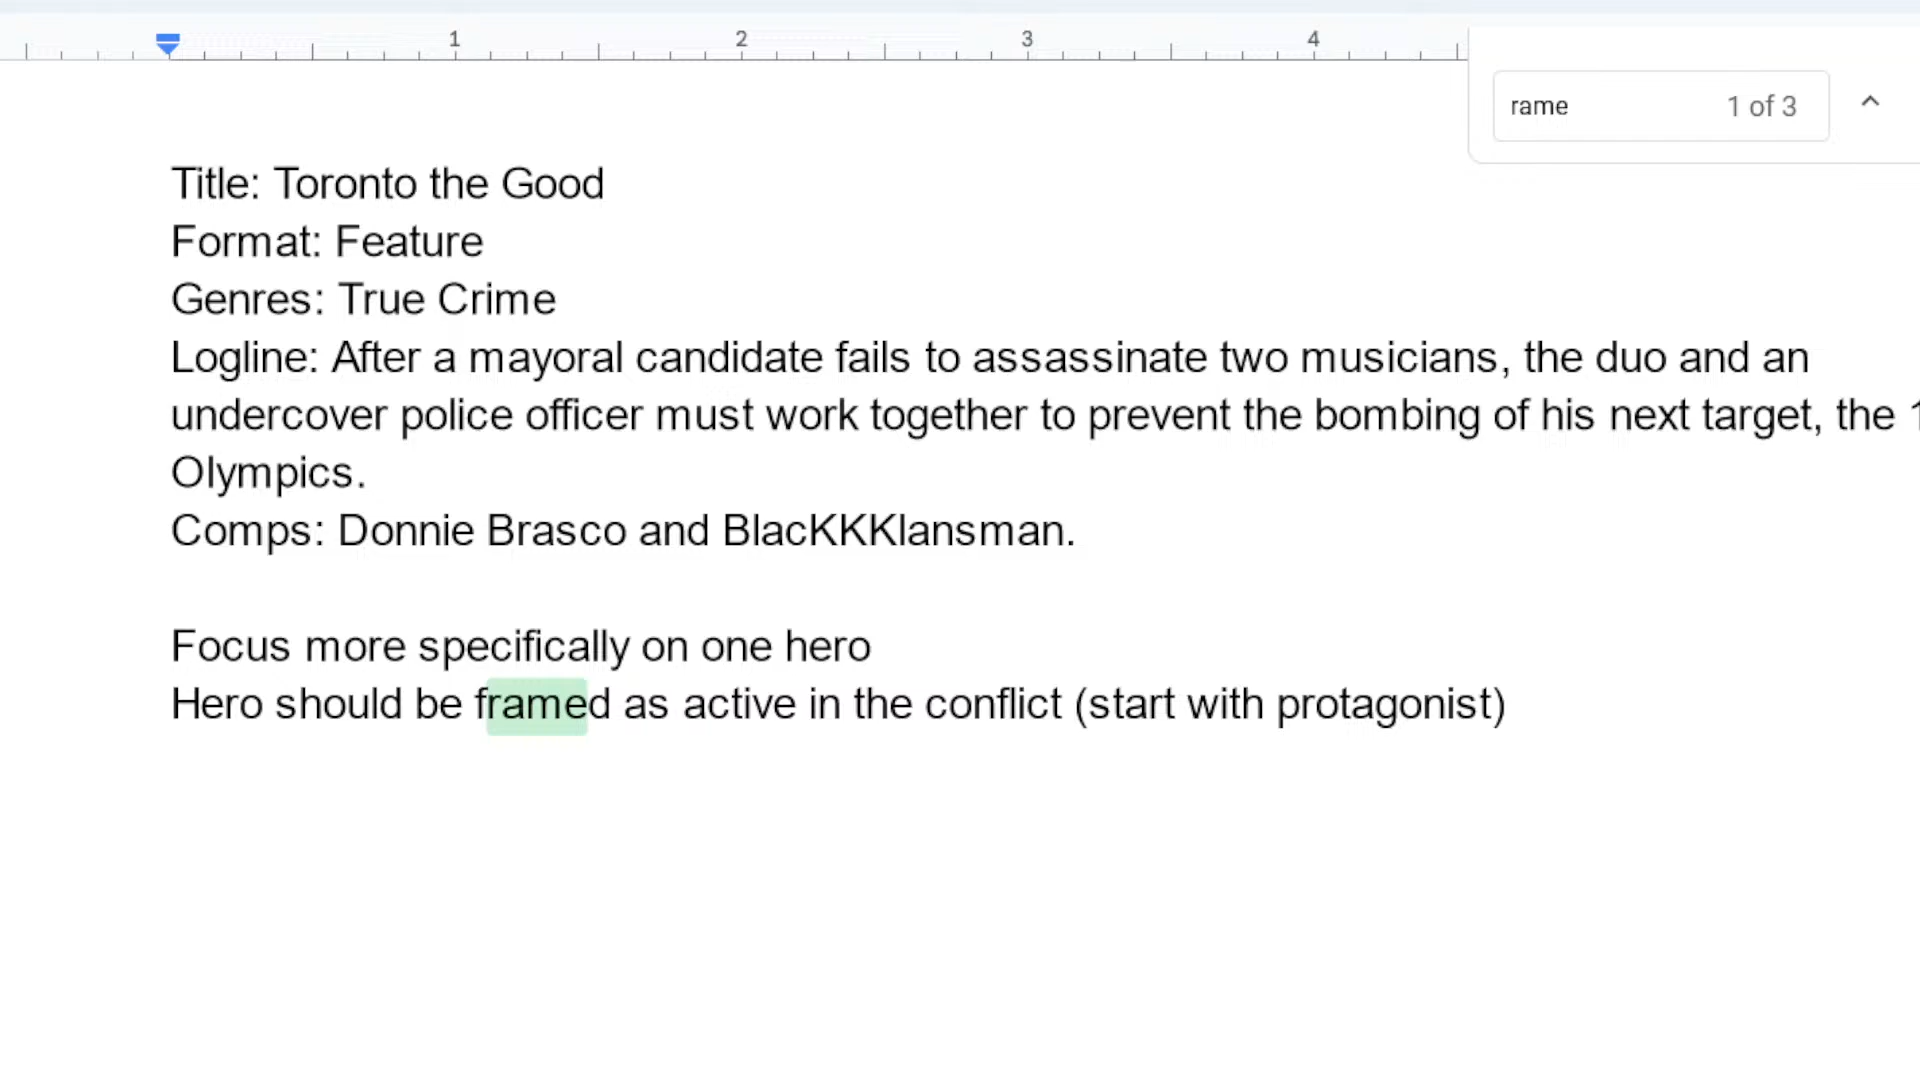 1 2 3 4
rame 1 of 3
Title: Toronto the Good
Format: Feature
Genres: True Crime
Logline: After a mayoral candidate fails to assassinate two musicians, the duo and an
undercover police officer must work together to prevent the bombing of his next target, the
Olympics.
Comps: Donnie Brasco and BlacKKKlansman.
Focus more specifically on one hero
Hero should be framed as active in the conflict (start with protagonist)